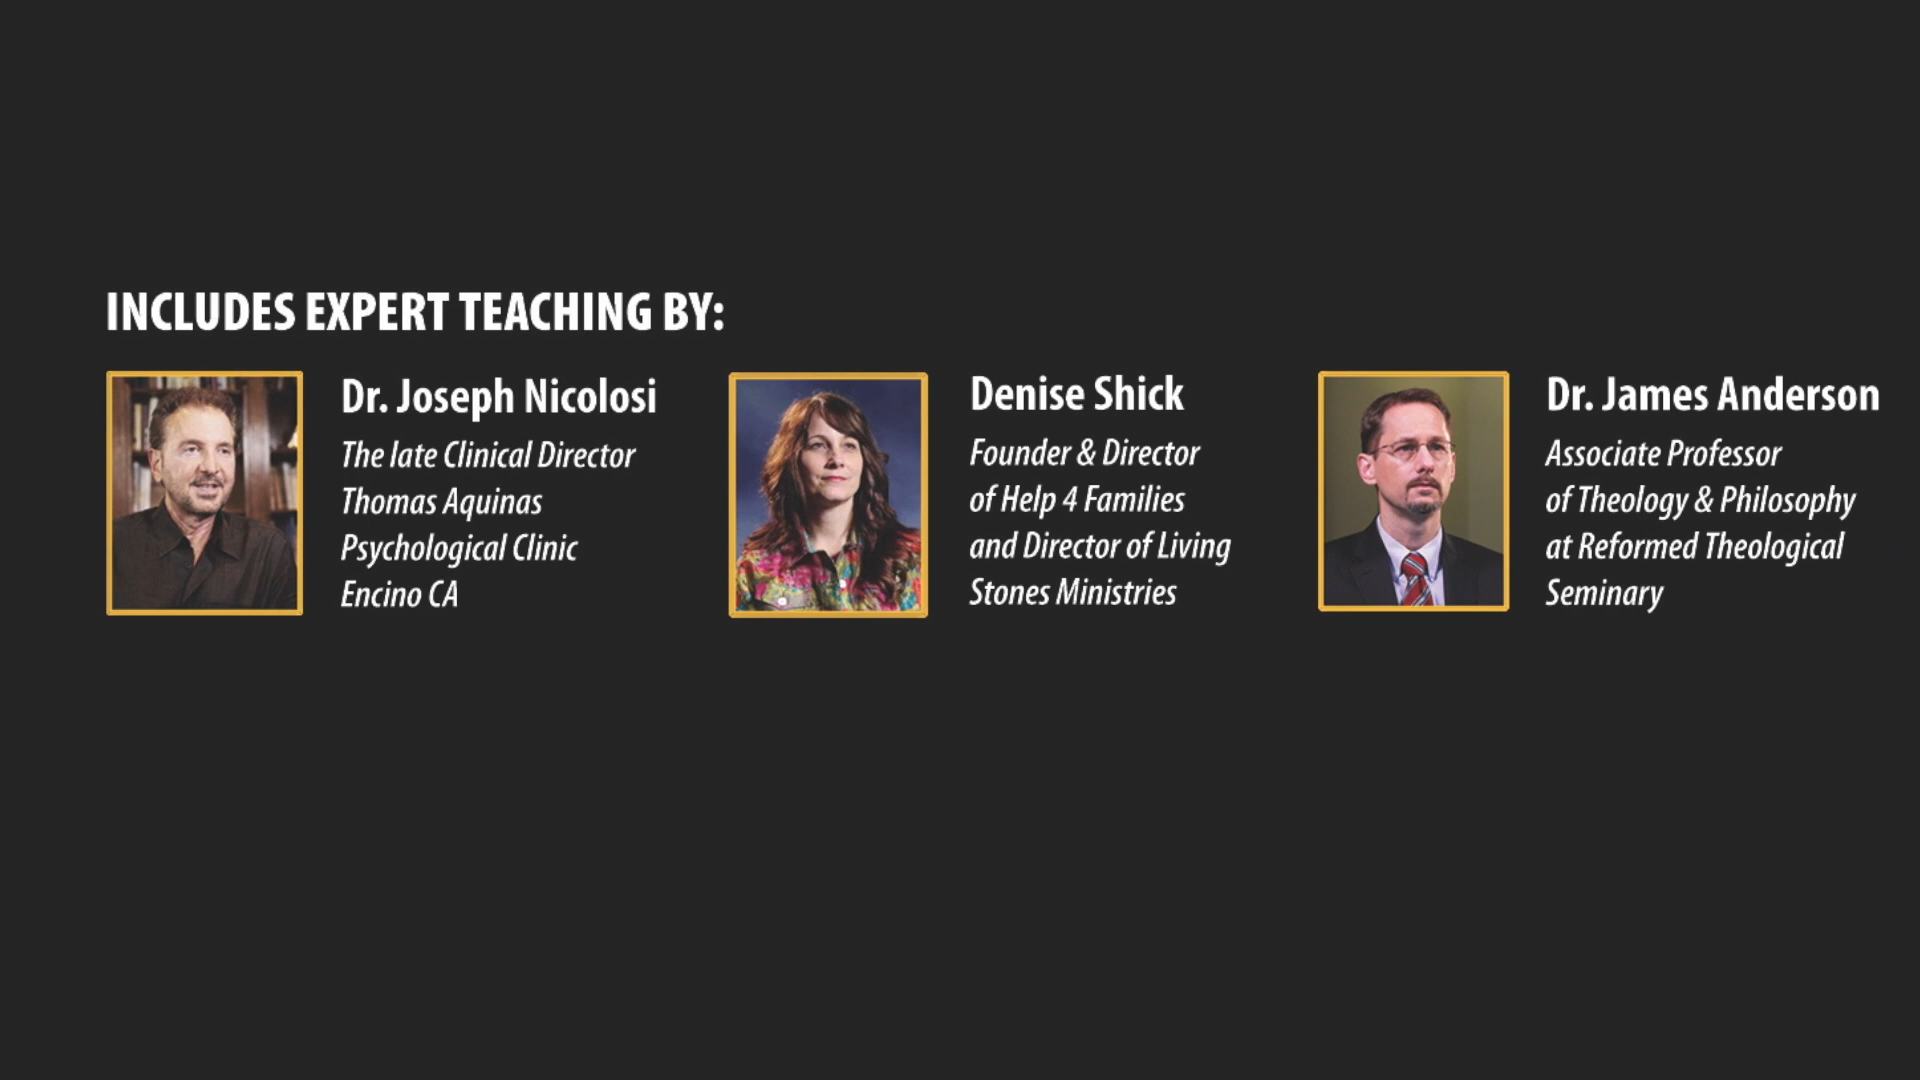 INCLUDES EXPERT TEACHING BY:
Dr. Joseph Nicolosi
The late Clinical Director
Thomas Aquinas
Psychological Clinic
Encino CA
Denise Shick
Founder & Director
of Help 4 Families
and Director of Living
Stones Ministries
Dr. James Anderson
Associate Professor
of Theology & Philosophy
at Reformed Theological
Seminary